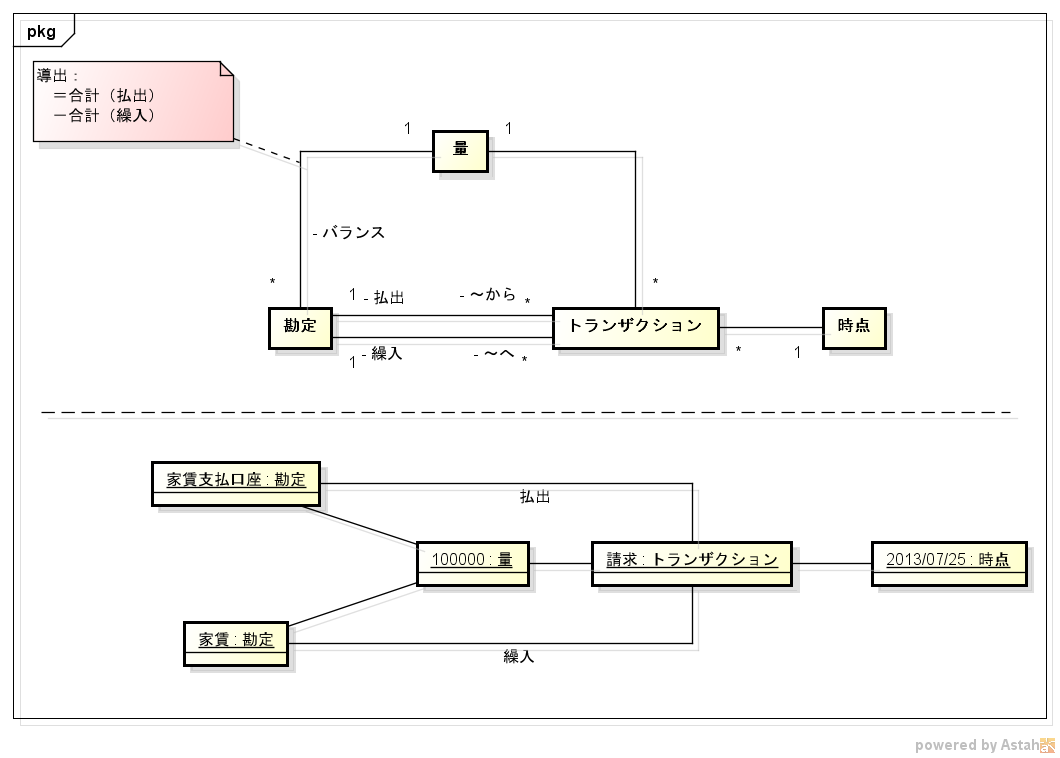 pkg
導出：
＝合計（払出）
－合計（繰入）
1
量
1
- バランス
*
*
1
- 払出
- ～から
*
勘定
トランザクション
時点
1
- 繰入
- ～へ
*
*
1
家賃支払口座 : 勘定
払出
100000 : 量
請求 : トランザクション
2013/07/25 : 時点
家賃 : 勘定
繰入
powered by Astah